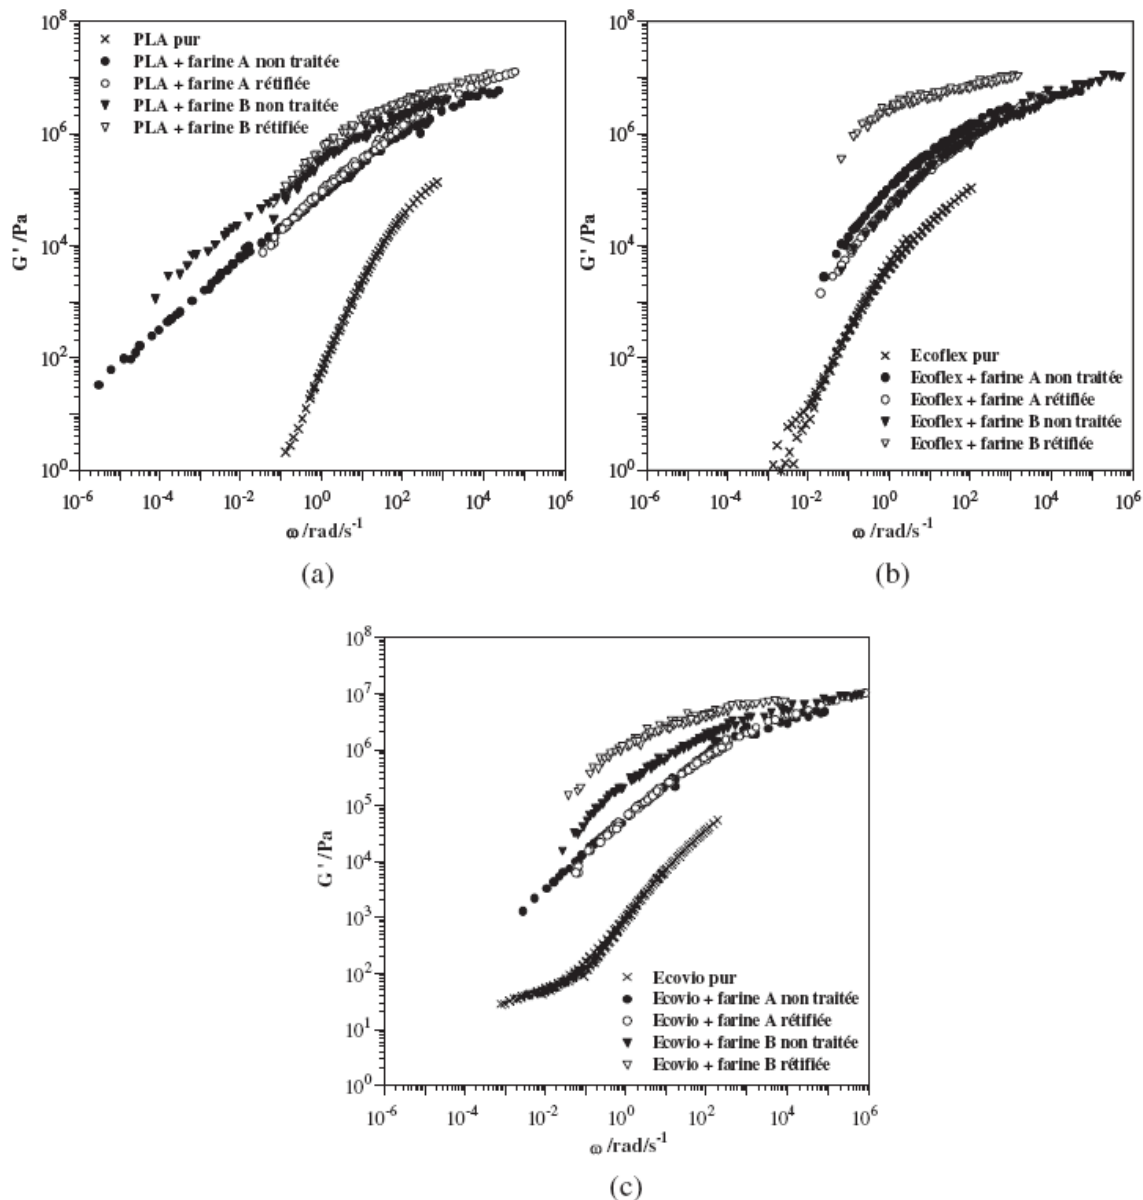 10^8
10^6
10^4
10^2
10^0
G'/Pa
× PLA pur
● PLA + farine A non traitée
○ PLA + farine A rétifiée
▼ PLA + farine B non traitée
▽ PLA + farine B rétifiée
10^-6 10^-4 10^-2 10^0 10^2 10^4 10^6
ω /rad/s^-1
(a)
10^8
10^6
10^4
10^2
10^0
G'/Pa
× Ecoflex pur
● Ecoflex + farine A non traitée
○ Ecoflex + farine A rétifiée
▼ Ecoflex + farine B non traitée
▽ Ecoflex + farine B rétifiée
10^-6 10^-4 10^-2 10^0 10^2 10^4 10^6
ω /rad/s^-1
(b)
10^8
10^7
10^6
10^5
10^4
10^3
10^2
10^1
10^0
G'/Pa
× Ecovio pur
● Ecovio + farine A non traitée
○ Ecovio + farine A rétifiée
▼ Ecovio + farine B non traitée
▽ Ecovio + farine B rétifiée
10^-6 10^-4 10^-2 10^0 10^2 10^4 10^6
ω /rad/s^-1
(c)